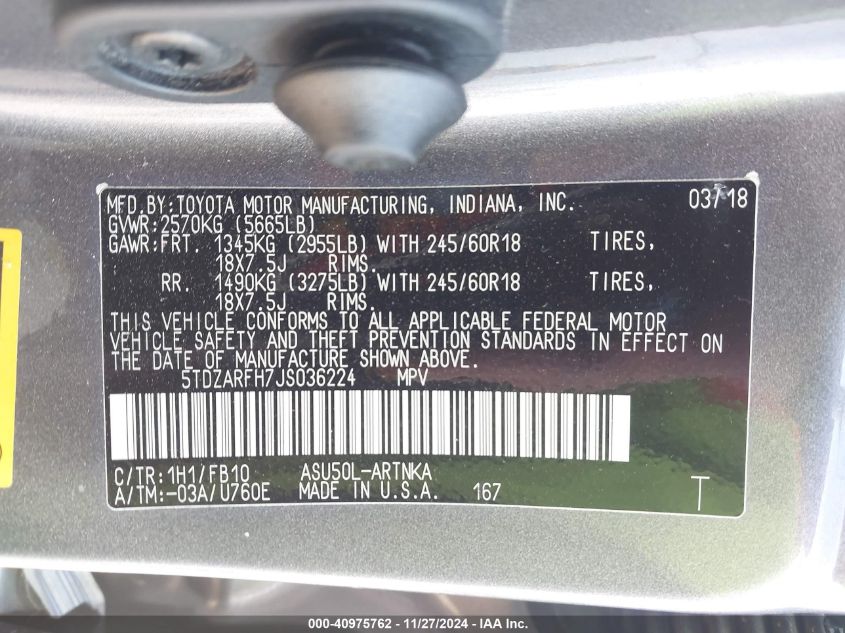 MFD.BY:TOYOTA MOTOR MANUFACTURING, INDIANA, INC. 03/18
GVWR:2570KG (5665LB)
GAWR:FRT. 1345KG (2955LB) WITH 245/60R18 TIRES,
18X7.5J RIMS.
RR. 1490KG (3275LB) WITH 245/60R18 TIRES,
18X7.5J RIMS.
THIS VEHICLE CONFORMS TO ALL APPLICABLE FEDERAL MOTOR
VEHICLE SAFETY AND THEFT PREVENTION STANDARDS IN EFFECT ON
THE DATE OF MANUFACTURE SHOWN ABOVE.
5TDZARFH7JS036224 MPV
C/TR:1H1/FB10 ASU50L-ARTNKA
A/TM:-03A/U760E MADE IN U.S.A. 167 T
000-40975762 - 11/27/2024 - IAA Inc.